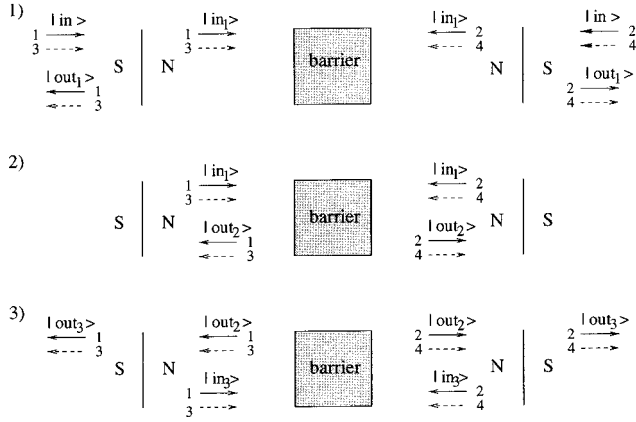 1) | in > | in₁> | in₁> | in >
1 3 2 4 2 4
1 3
S N barrier N S
| out₁> | out₁>
1 3 2 4
2) | in₁> | in₁>
1 3 2 4
S N barrier N S
| out₂> | out₂>
1 3 2 4
3) | out₃> | out₂> | out₂> | out₃>
1 3 1 3 2 4 2 4
S N barrier N S
| in₃> | in₃>
1 3 2 4